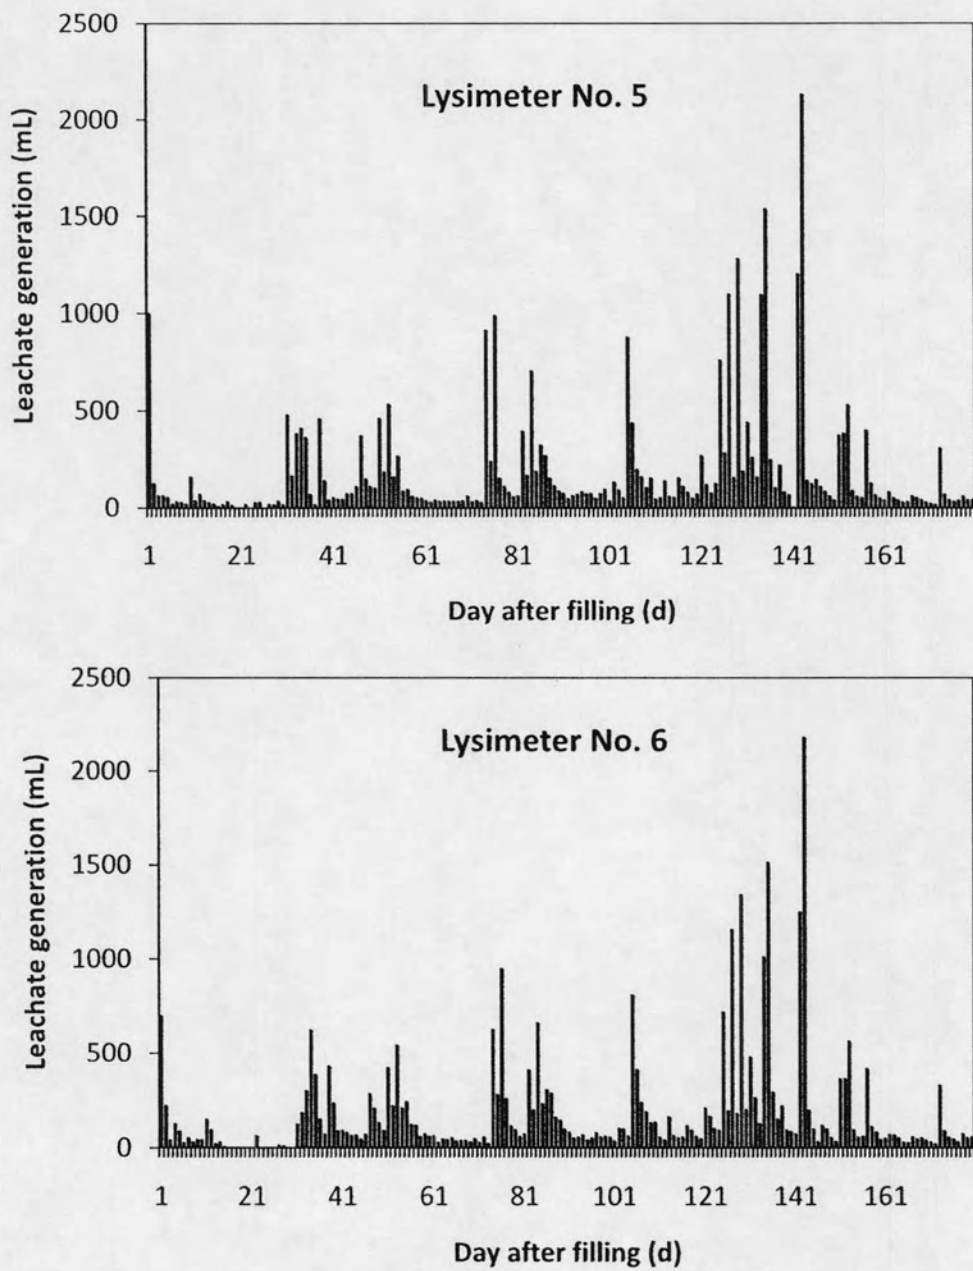 2500
Lysimeter No. 5
2000
1500
1000
500
0
Leachate generation (mL)
1 21 41 61 81 101 121 141 161
Day after filling (d)
2500
Lysimeter No. 6
2000
1500
1000
500
0
Leachate generation (mL)
1 21 41 61 81 101 121 141 161
Day after filling (d)